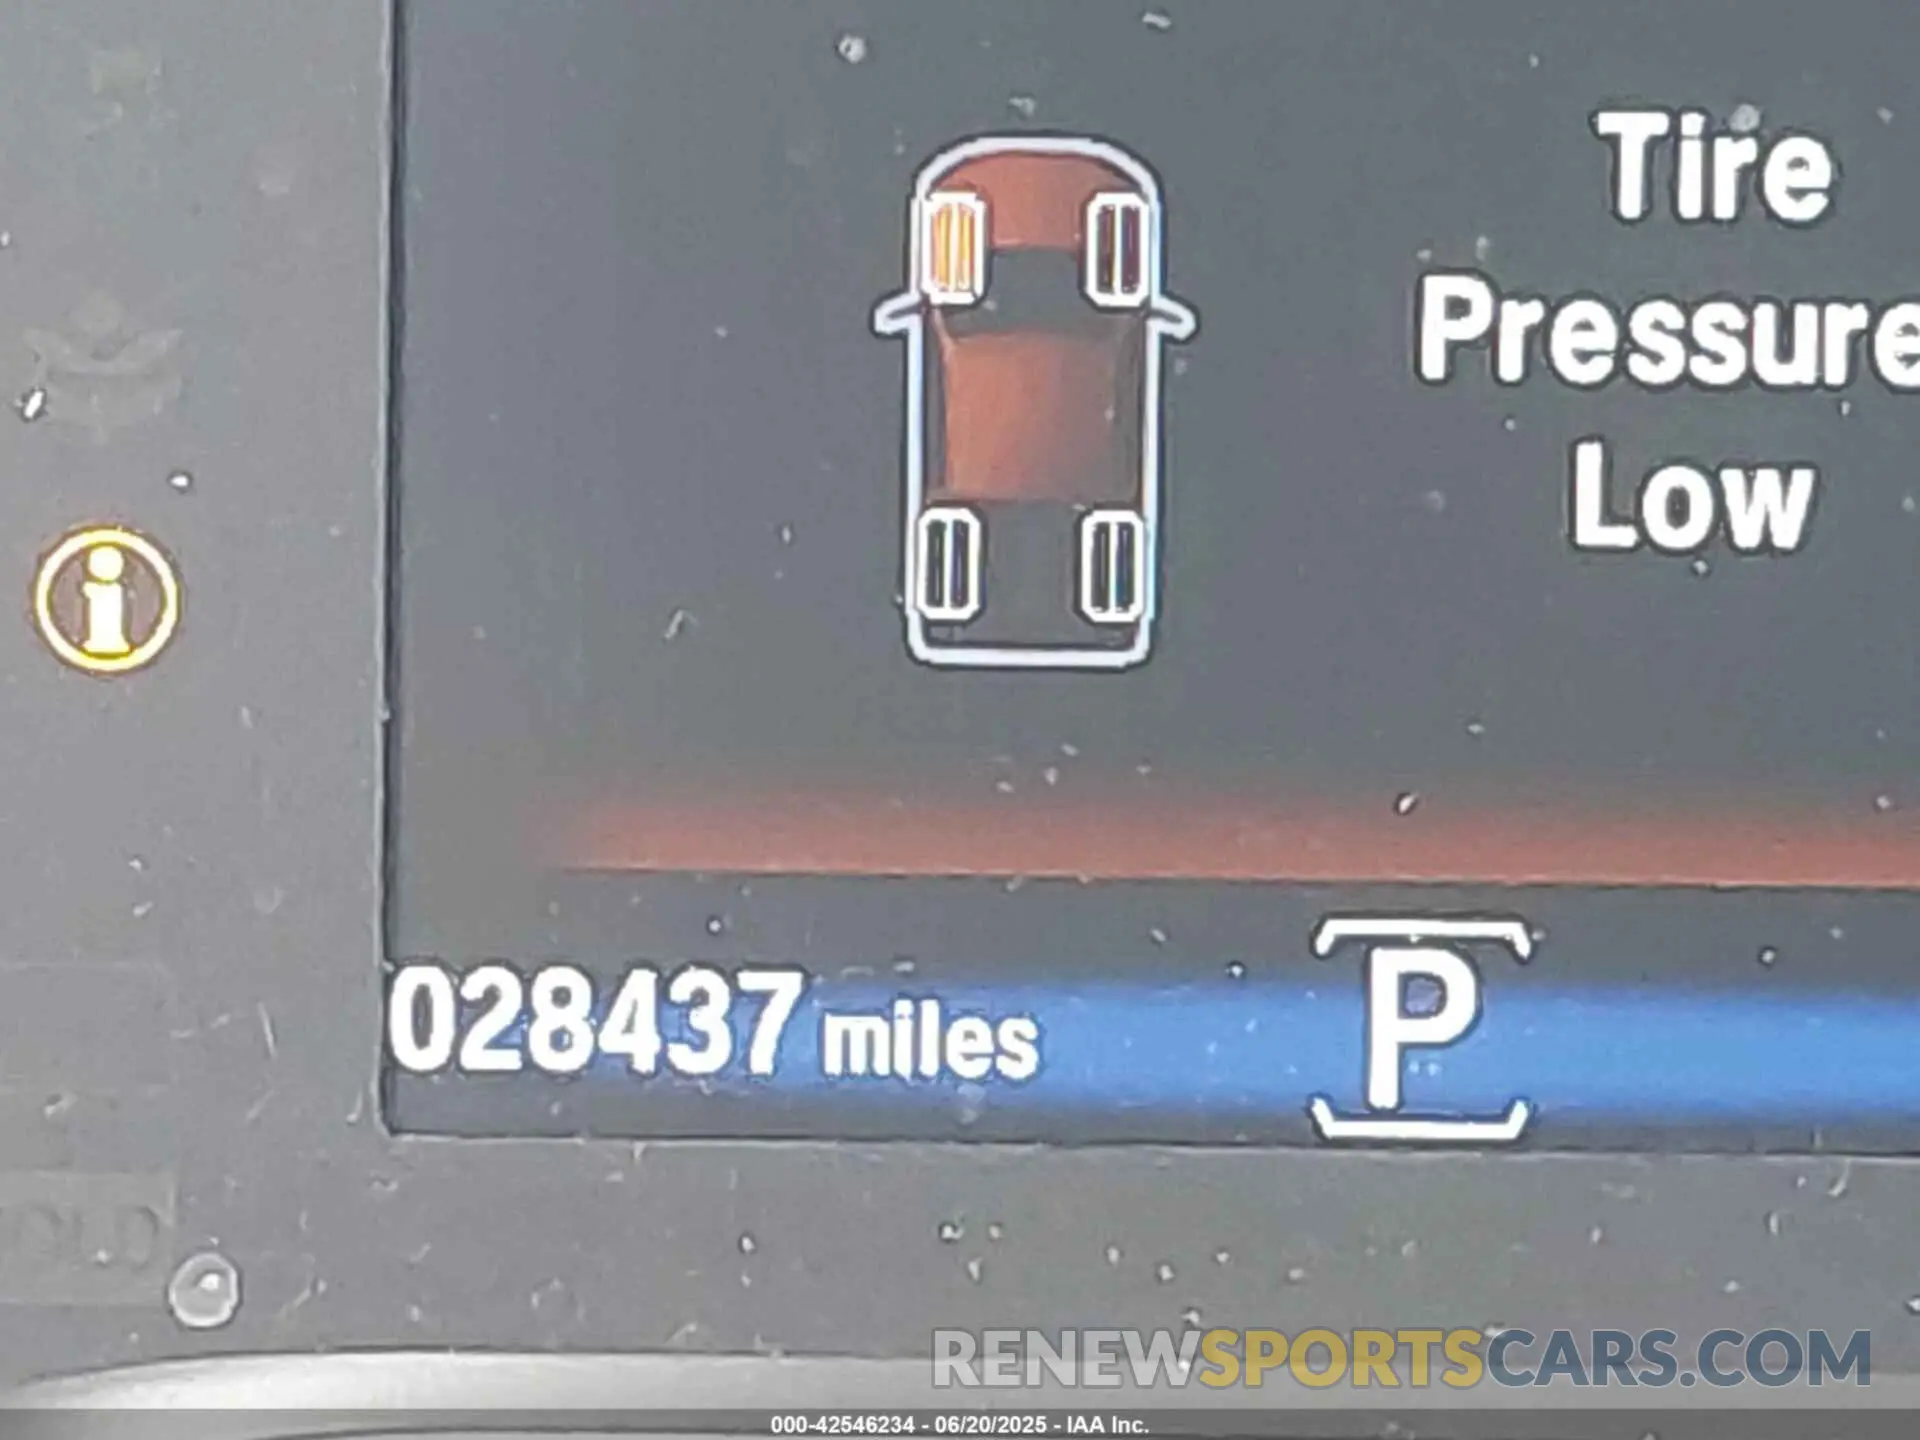 Tire
Pressure
Low
028437 miles
P
RENEWSPORTSCARS.COM
000-42546234 - 06/20/2025 - IAA Inc.